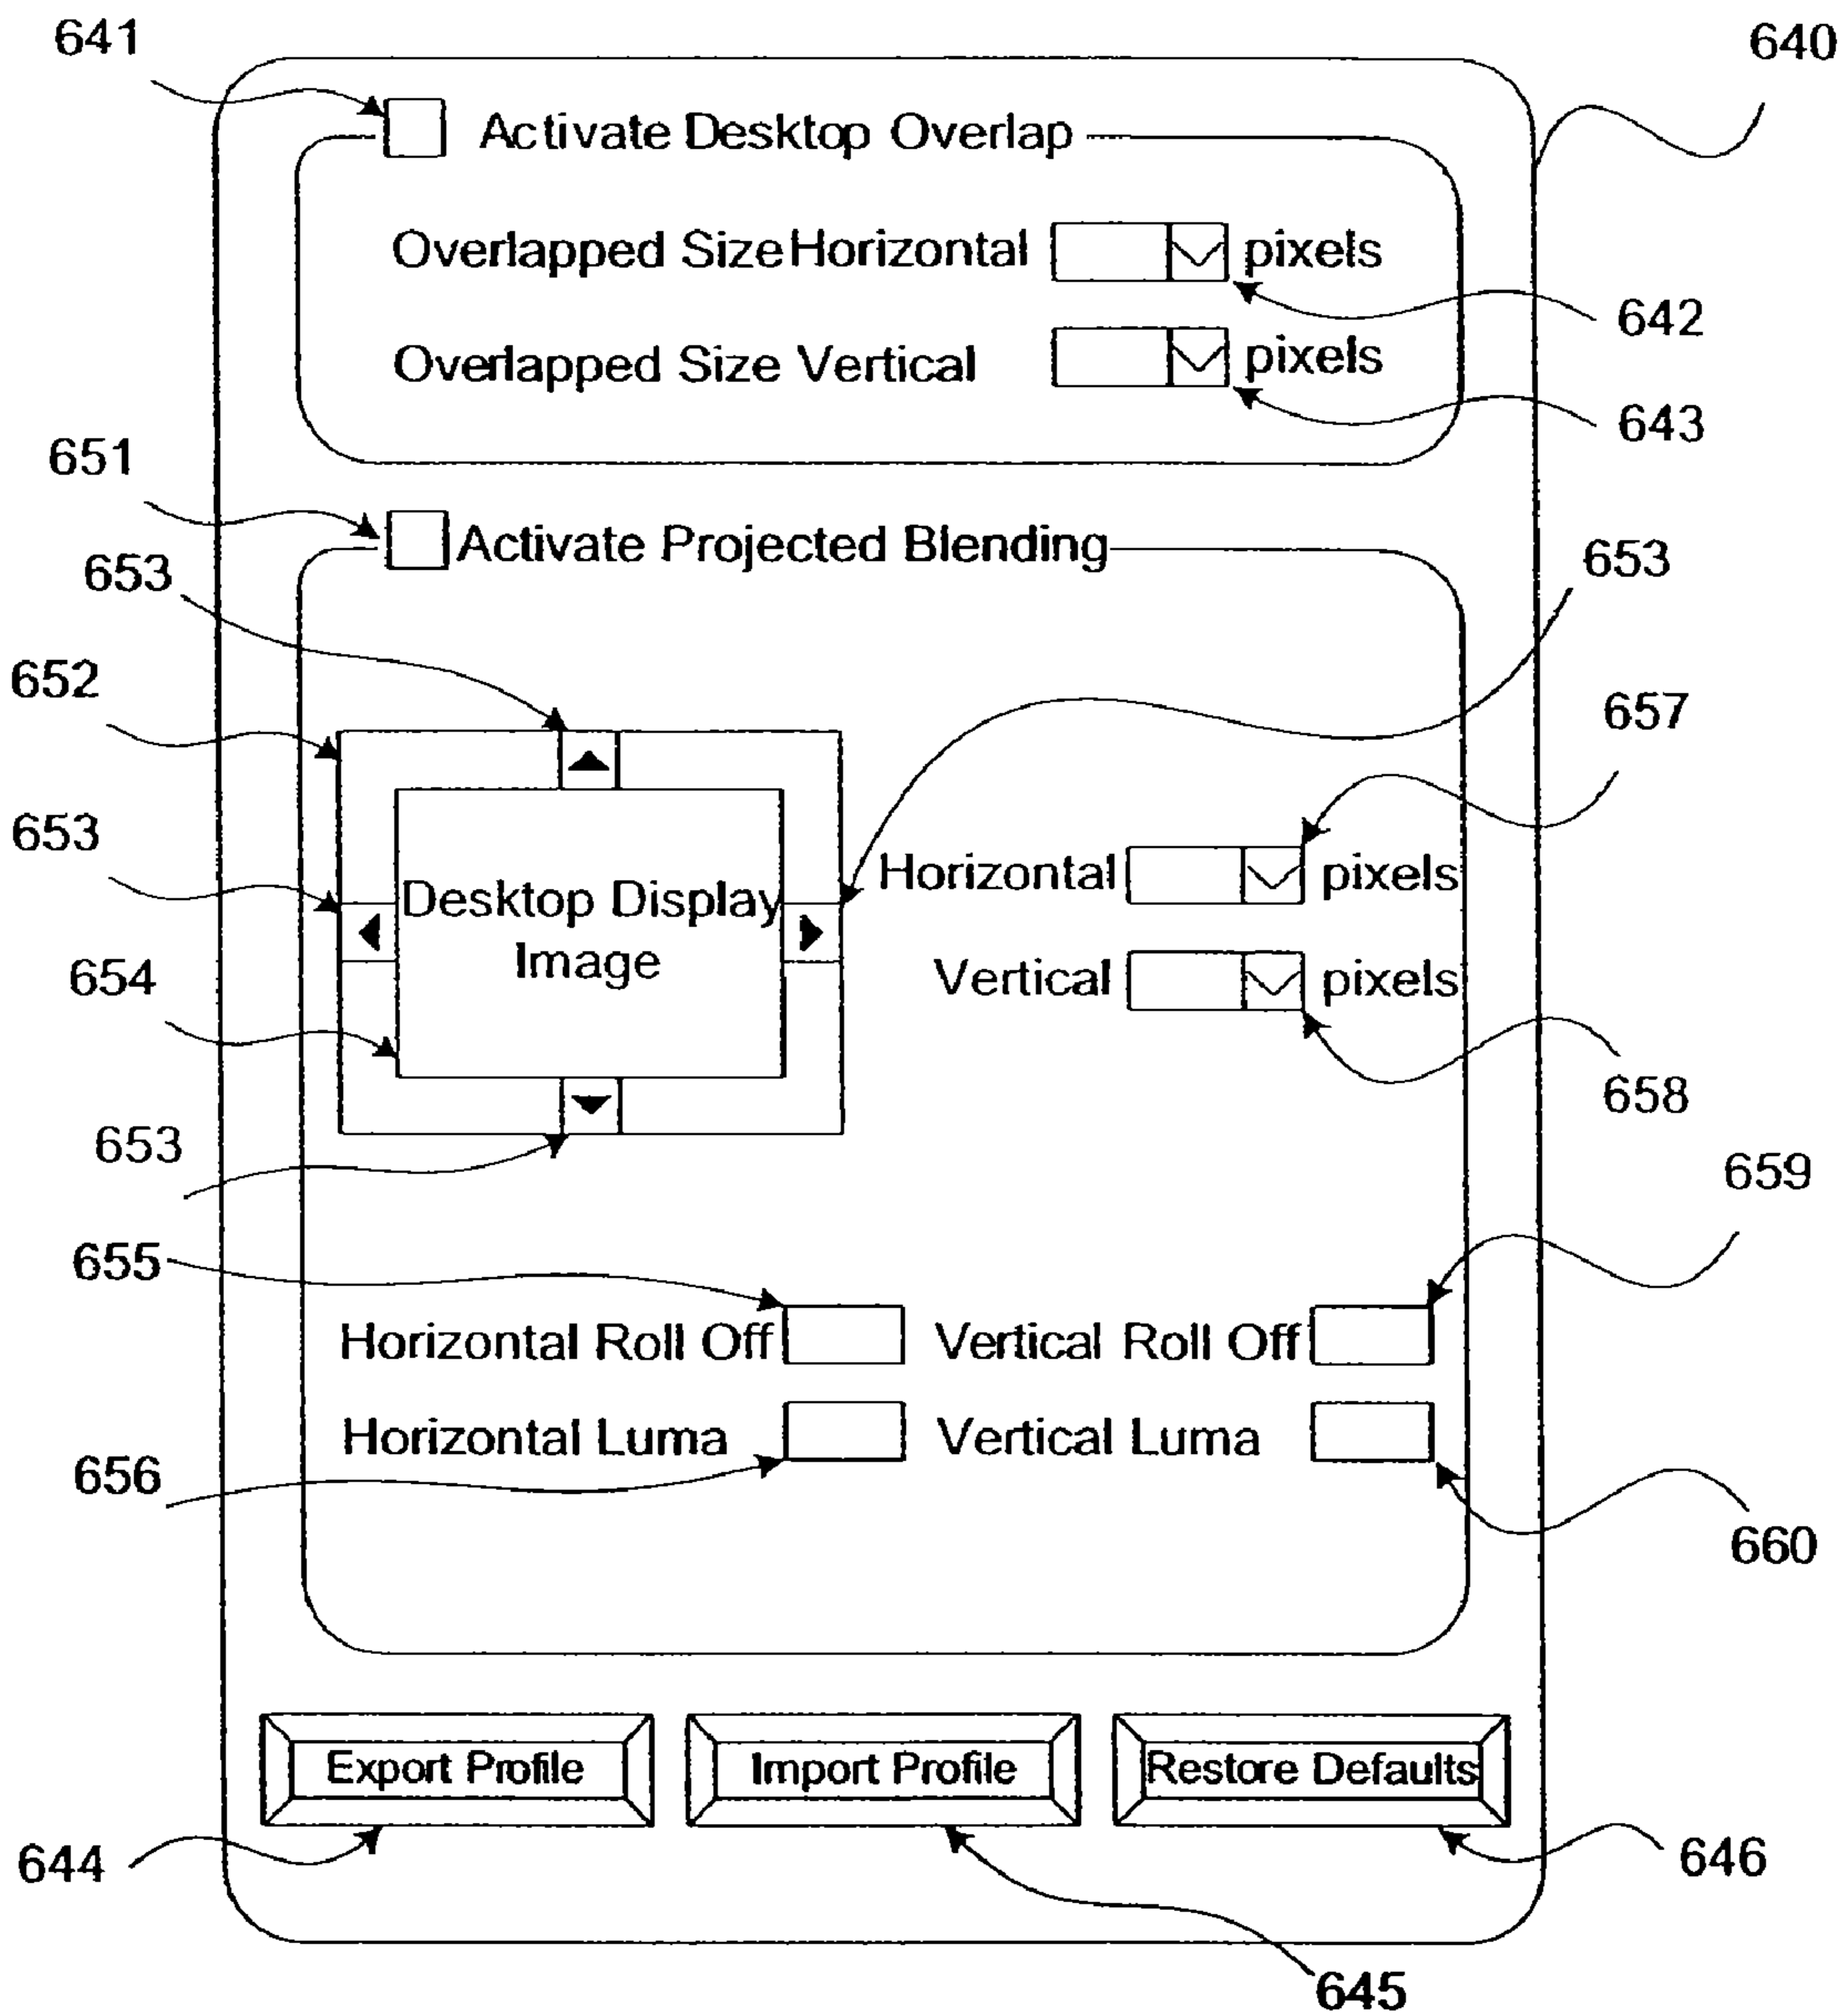 641
640
Activate Desktop Overlap
Overlapped Size Horizontal pixels
642
Overlapped Size Vertical pixels
643
651
Activate Projected Blending
653
653
652
657
653
Desktop Display
Image
Horizontal pixels
654
Vertical pixels
658
653
659
655
Horizontal Roll Off Vertical Roll Off
Horizontal Luma Vertical Luma
656
660
Export Profile Import Profile Restore Defaults
644
646
645